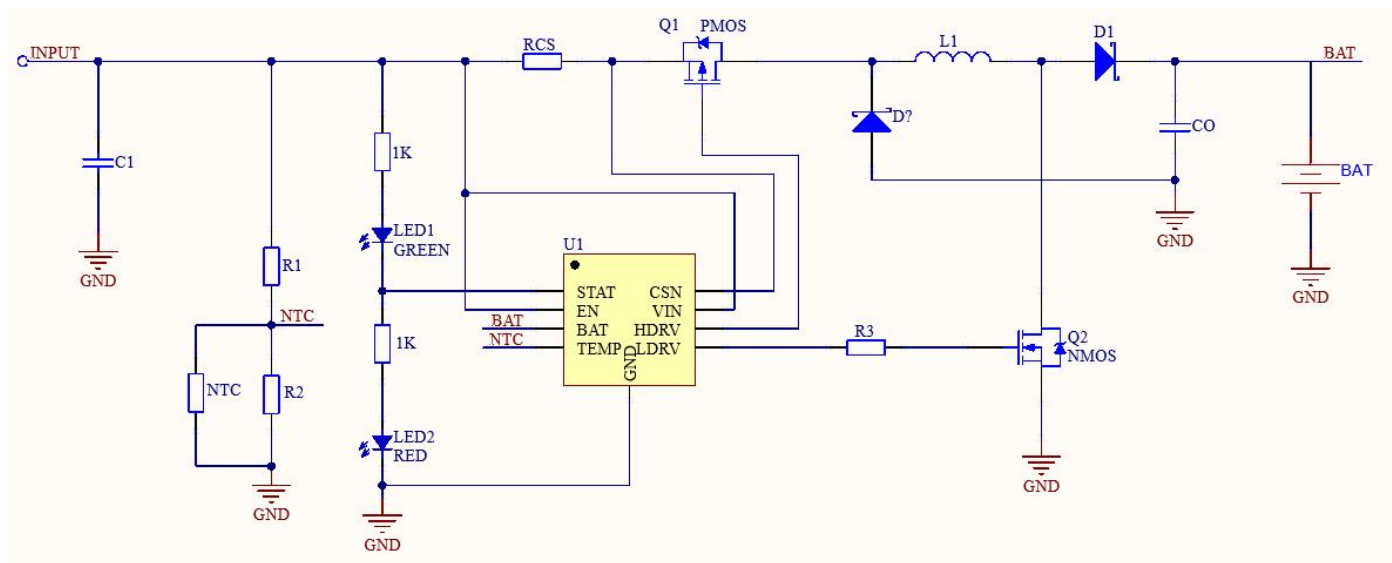 Q1 PMOS
INPUT
RCS
L1
D1
BAT
C1
1K
D?
CO
BAT
LED1
GREEN
GND
R1
U1
GND
GND
NTC
STAT CSN
EN VIN
BAT BAT HDRV
NTC TEMP LDRV
GND
R3
Q2
NMOS
1K
NTC
R2
LED2
RED
GND
GND
GND